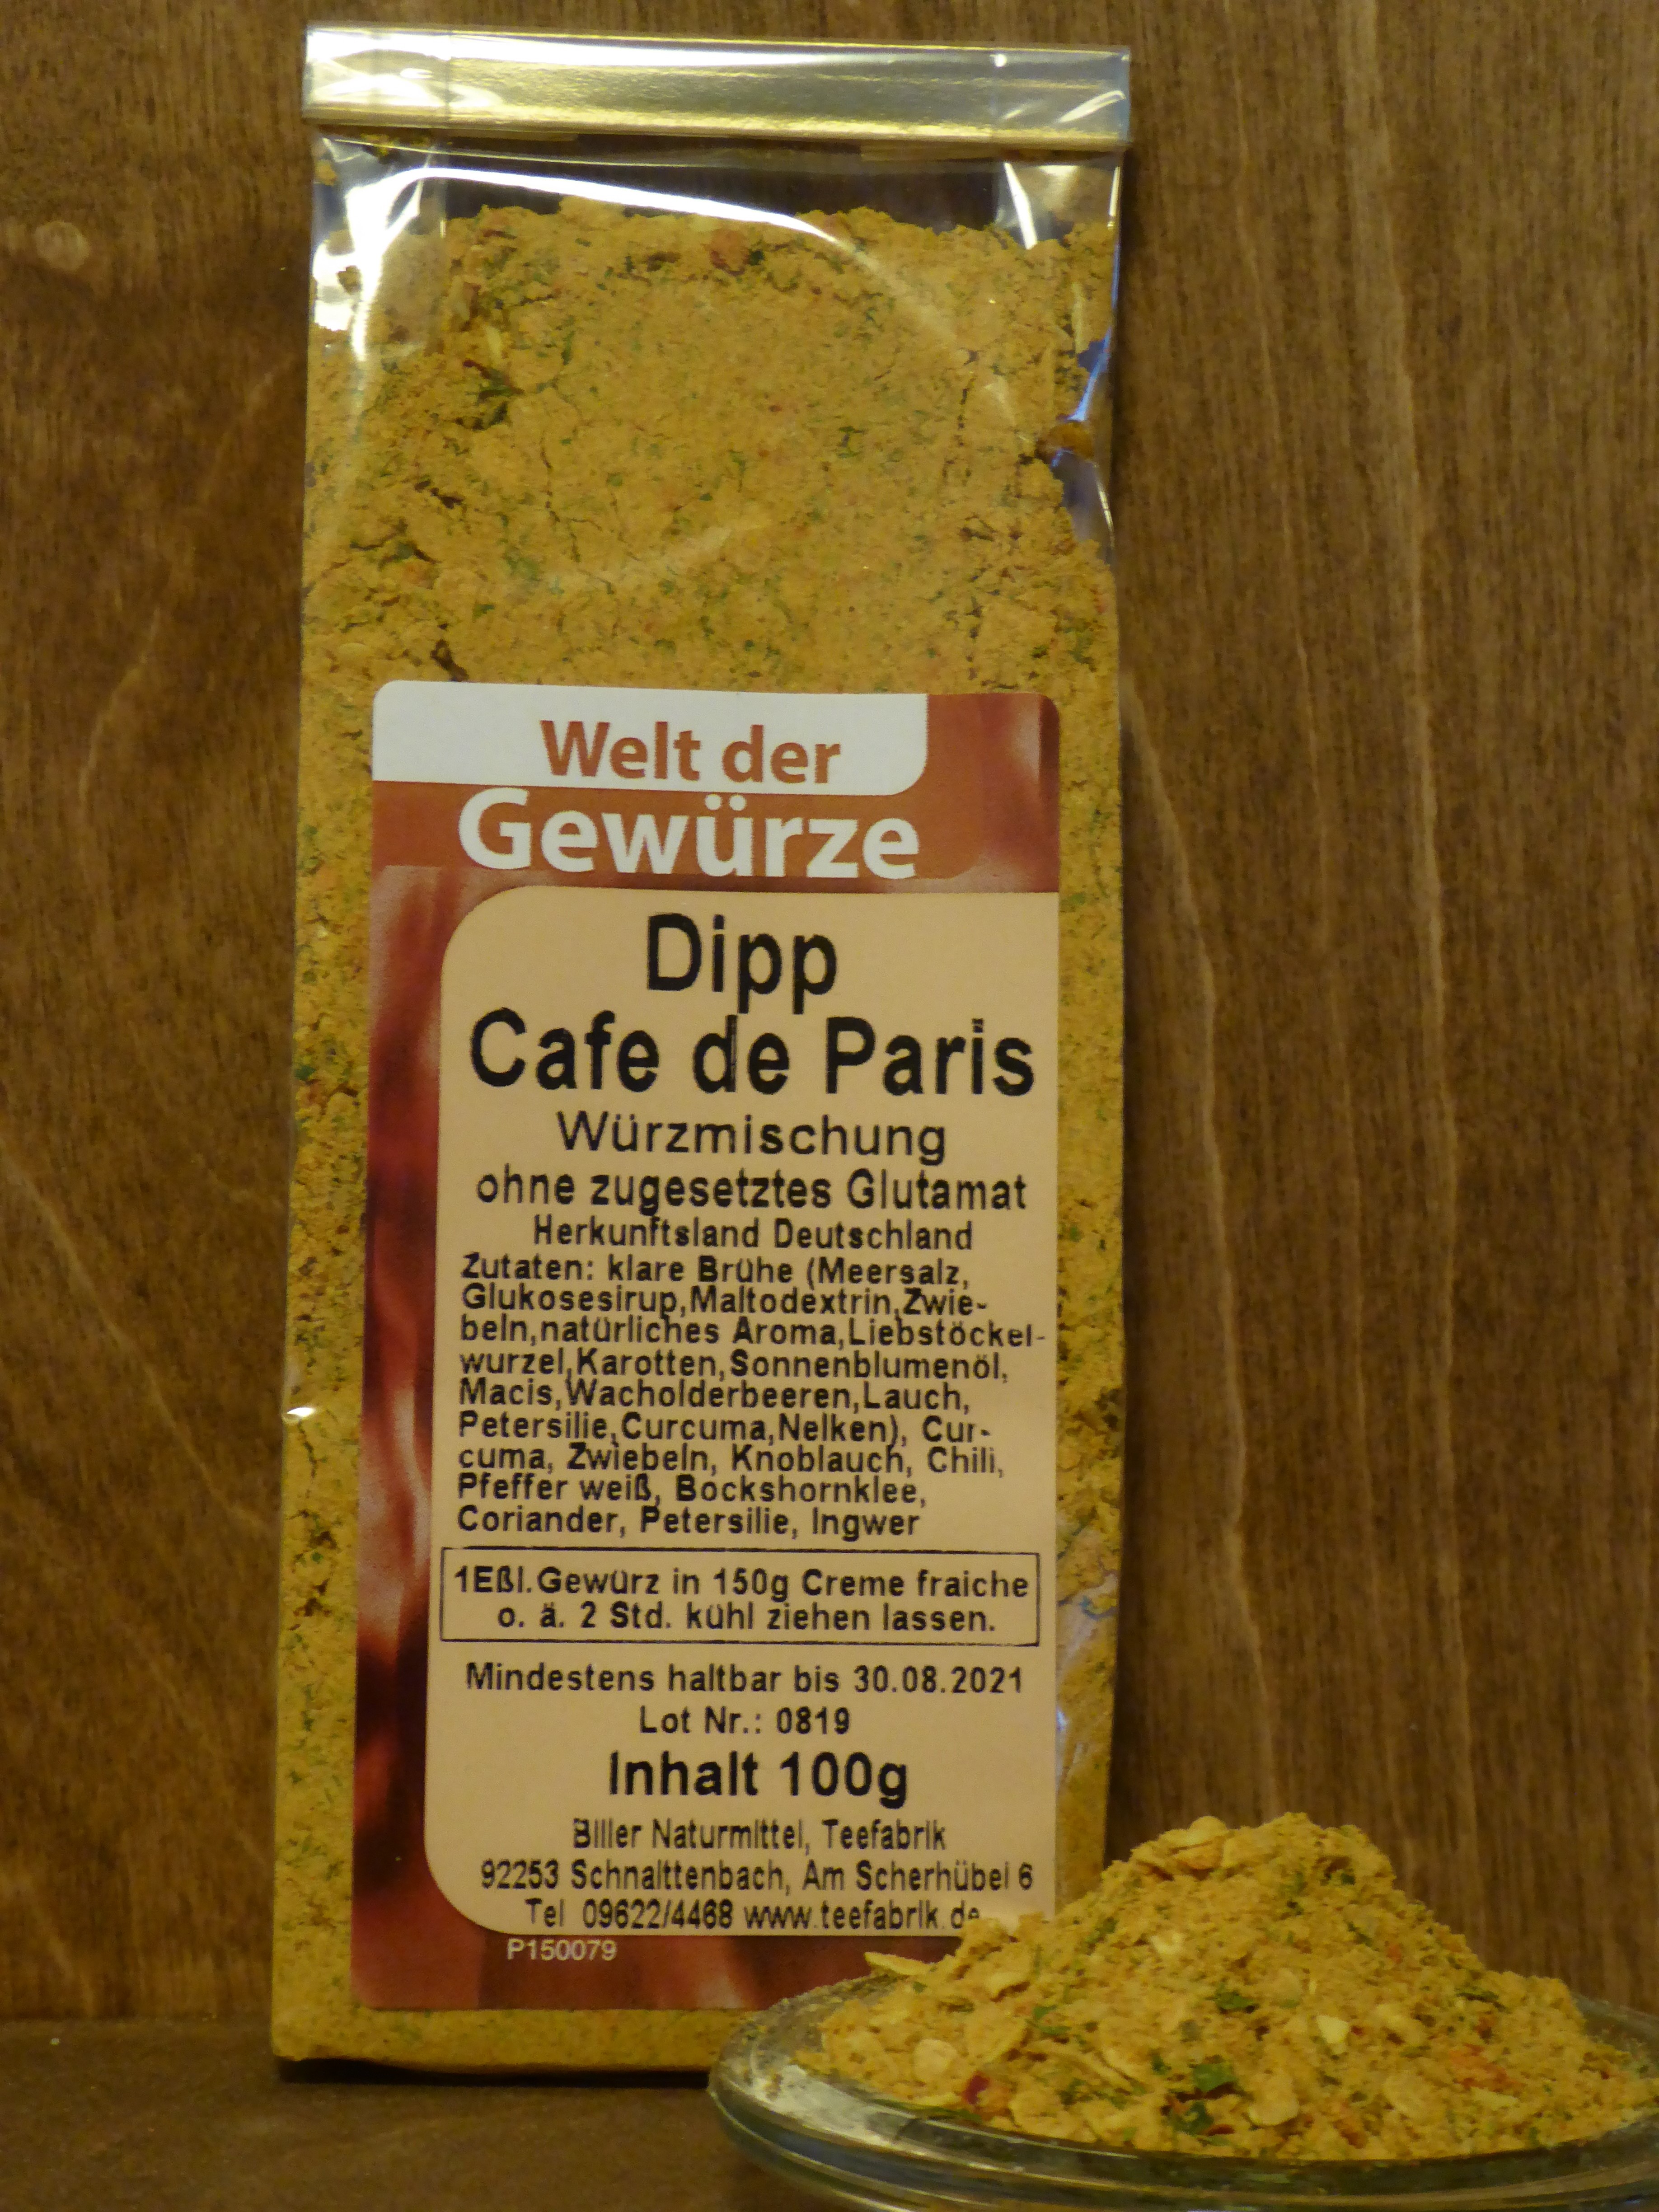 Welt der
Gewürze
Dipp
Cafe de Paris
Würzmischung
ohne zugesetztes Glutamat
Herkunftsland Deutschland
Zutaten: klare Brühe (Meersalz,
Glukosesirup,Maltodextrin,Zwie-
beln,natürliches Aroma,Liebstöckel-
wurzel,Karotten,Sonnenblumenöl,
Macis,Wacholderbeeren,Lauch,
Petersilie,Curcuma,Nelken), Cur-
cuma, Zwiebeln, Knoblauch, Chili,
Pfeffer weiß, Bockshornklee,
Coriander, Petersilie, Ingwer
1Eßl.Gewürz in 150g Creme fraiche
o. ä. 2 Std. kühl ziehen lassen.
Mindestens haltbar bis 30.08.2021
Lot Nr.: 0819
Inhalt 100g
Biller Naturmittel, Teefabrik
92253 Schnaittenbach, Am Scherhübel 6
Tel 09622/4468 www.teefabrik.de
P150079